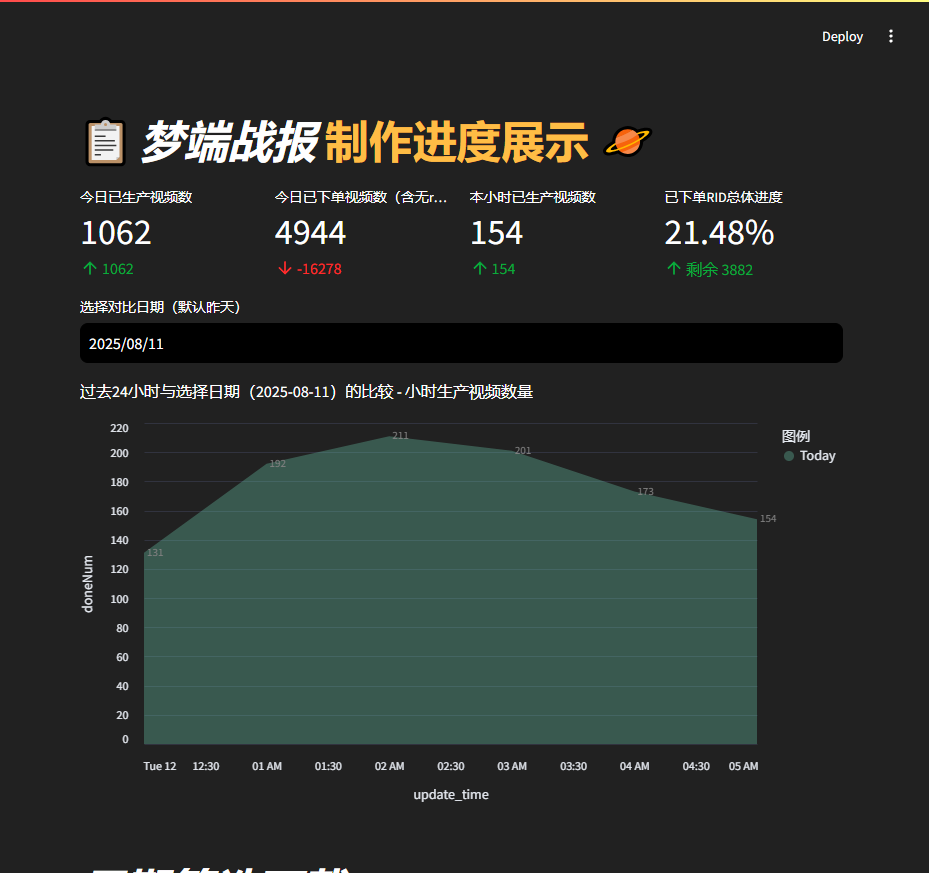 Deploy
梦端战报制作进度展示
今日已生产视频数
1062
1062
今日已下单视频数（含无r...
4944
-16278
本小时已生产视频数
154
154
已下单RID总体进度
21.48%
剩余 3882
选择对比日期（默认昨天）
2025/08/11
过去24小时与选择日期（2025-08-11）的比较 - 小时生产视频数量
图例
Today
220
200
180
160
140
120
100
80
60
40
20
0
doneNum
131
192
211
201
173
154
Tue 12 12:30 01 AM 01:30 02 AM 02:30 03 AM 03:30 04 AM 04:30 05 AM
update_time